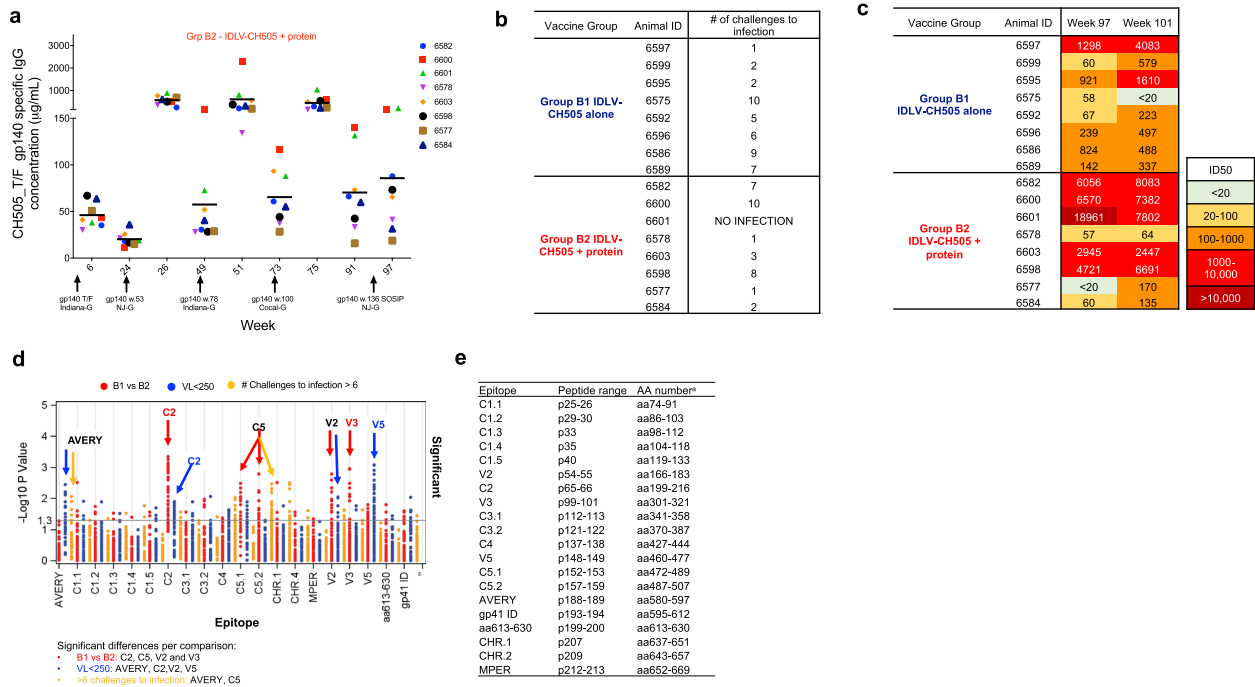 a
Grp B2 - IDLV-CH505 + protein
CH505_T/F gp140 specific IgG
concentration (µg/mL)
3000
2000
1000
150
100
50
0
6582
6600
6601
6578
6603
6598
6577
6584
6 24 26 49 51 73 75 91 97
gp140 T/F
Indiana-G
gp140 w.53
NJ-G
gp140 w.78
Indiana-G
gp140 w.100
Cocal-G
gp140 w.136 SOSIP
NJ-G
Week
b
Vaccine Group Animal ID # of challenges to infection
Group B1 IDLV-CH505 alone
6597 1
6599 2
6595 2
6575 10
6592 5
6596 6
6586 9
6589 7
Group B2 IDLV-CH505 + protein
6582 7
6600 10
6601 NO INFECTION
6578 1
6603 3
6598 8
6577 1
6584 2
c
Vaccine Group Animal ID Week 97 Week 101
Group B1
IDLV-CH505 alone
6597 1298 4083
6599 60 579
6595 921 1610
6575 58 <20
6592 67 223
6596 239 497
6586 824 488
6589 142 337
Group B2
IDLV-CH505 +
protein
6582 6056 8083
6600 6570 7382
6601 18961 7802
6578 57 64
6603 2945 2447
6598 4721 6691
6577 <20 170
6584 60 135
ID50
<20
20-100
100-1000
1000-
10,000
>10,000
d
B1 vs B2 VL<250 # Challenges to infection > 6
-Log10 P Value
5
4
3
2
1.3
1
0
AVERY
C2
C2
C5
V2
V3
V5
Significant
AVERY C1.1 C1.2 C1.3 C1.4 C1.5 C2 C3.1 C3.2 C4 C5.1 C5.2 CHR.1 CHR.4 MPER V2 V3 V5 aa613-630 gp41 ID
Epitope
Significant differences per comparison:
• B1 vs B2: C2, C5, V2 and V3
• VL<250: AVERY, C2,V2, V5
• >6 challenges to infection: AVERY, C5
e
Epitope Peptide range AA numberᵃ
C1.1 p25-26 aa74-91
C1.2 p29-30 aa86-103
C1.3 p33 aa98-112
C1.4 p35 aa104-118
C1.5 p40 aa119-133
V2 p54-55 aa166-183
C2 p65-66 aa199-216
V3 p99-101 aa301-321
C3.1 p112-113 aa341-358
C3.2 p121-122 aa370-387
C4 p137-138 aa427-444
V5 p148-149 aa460-477
C5.1 p152-153 aa472-489
C5.2 p157-159 aa487-507
AVERY p188-189 aa580-597
gp41 ID p193-194 aa595-612
aa613-630 p199-200 aa613-630
CHR.1 p207 aa637-651
CHR.2 p209 aa643-657
MPER p212-213 aa652-669